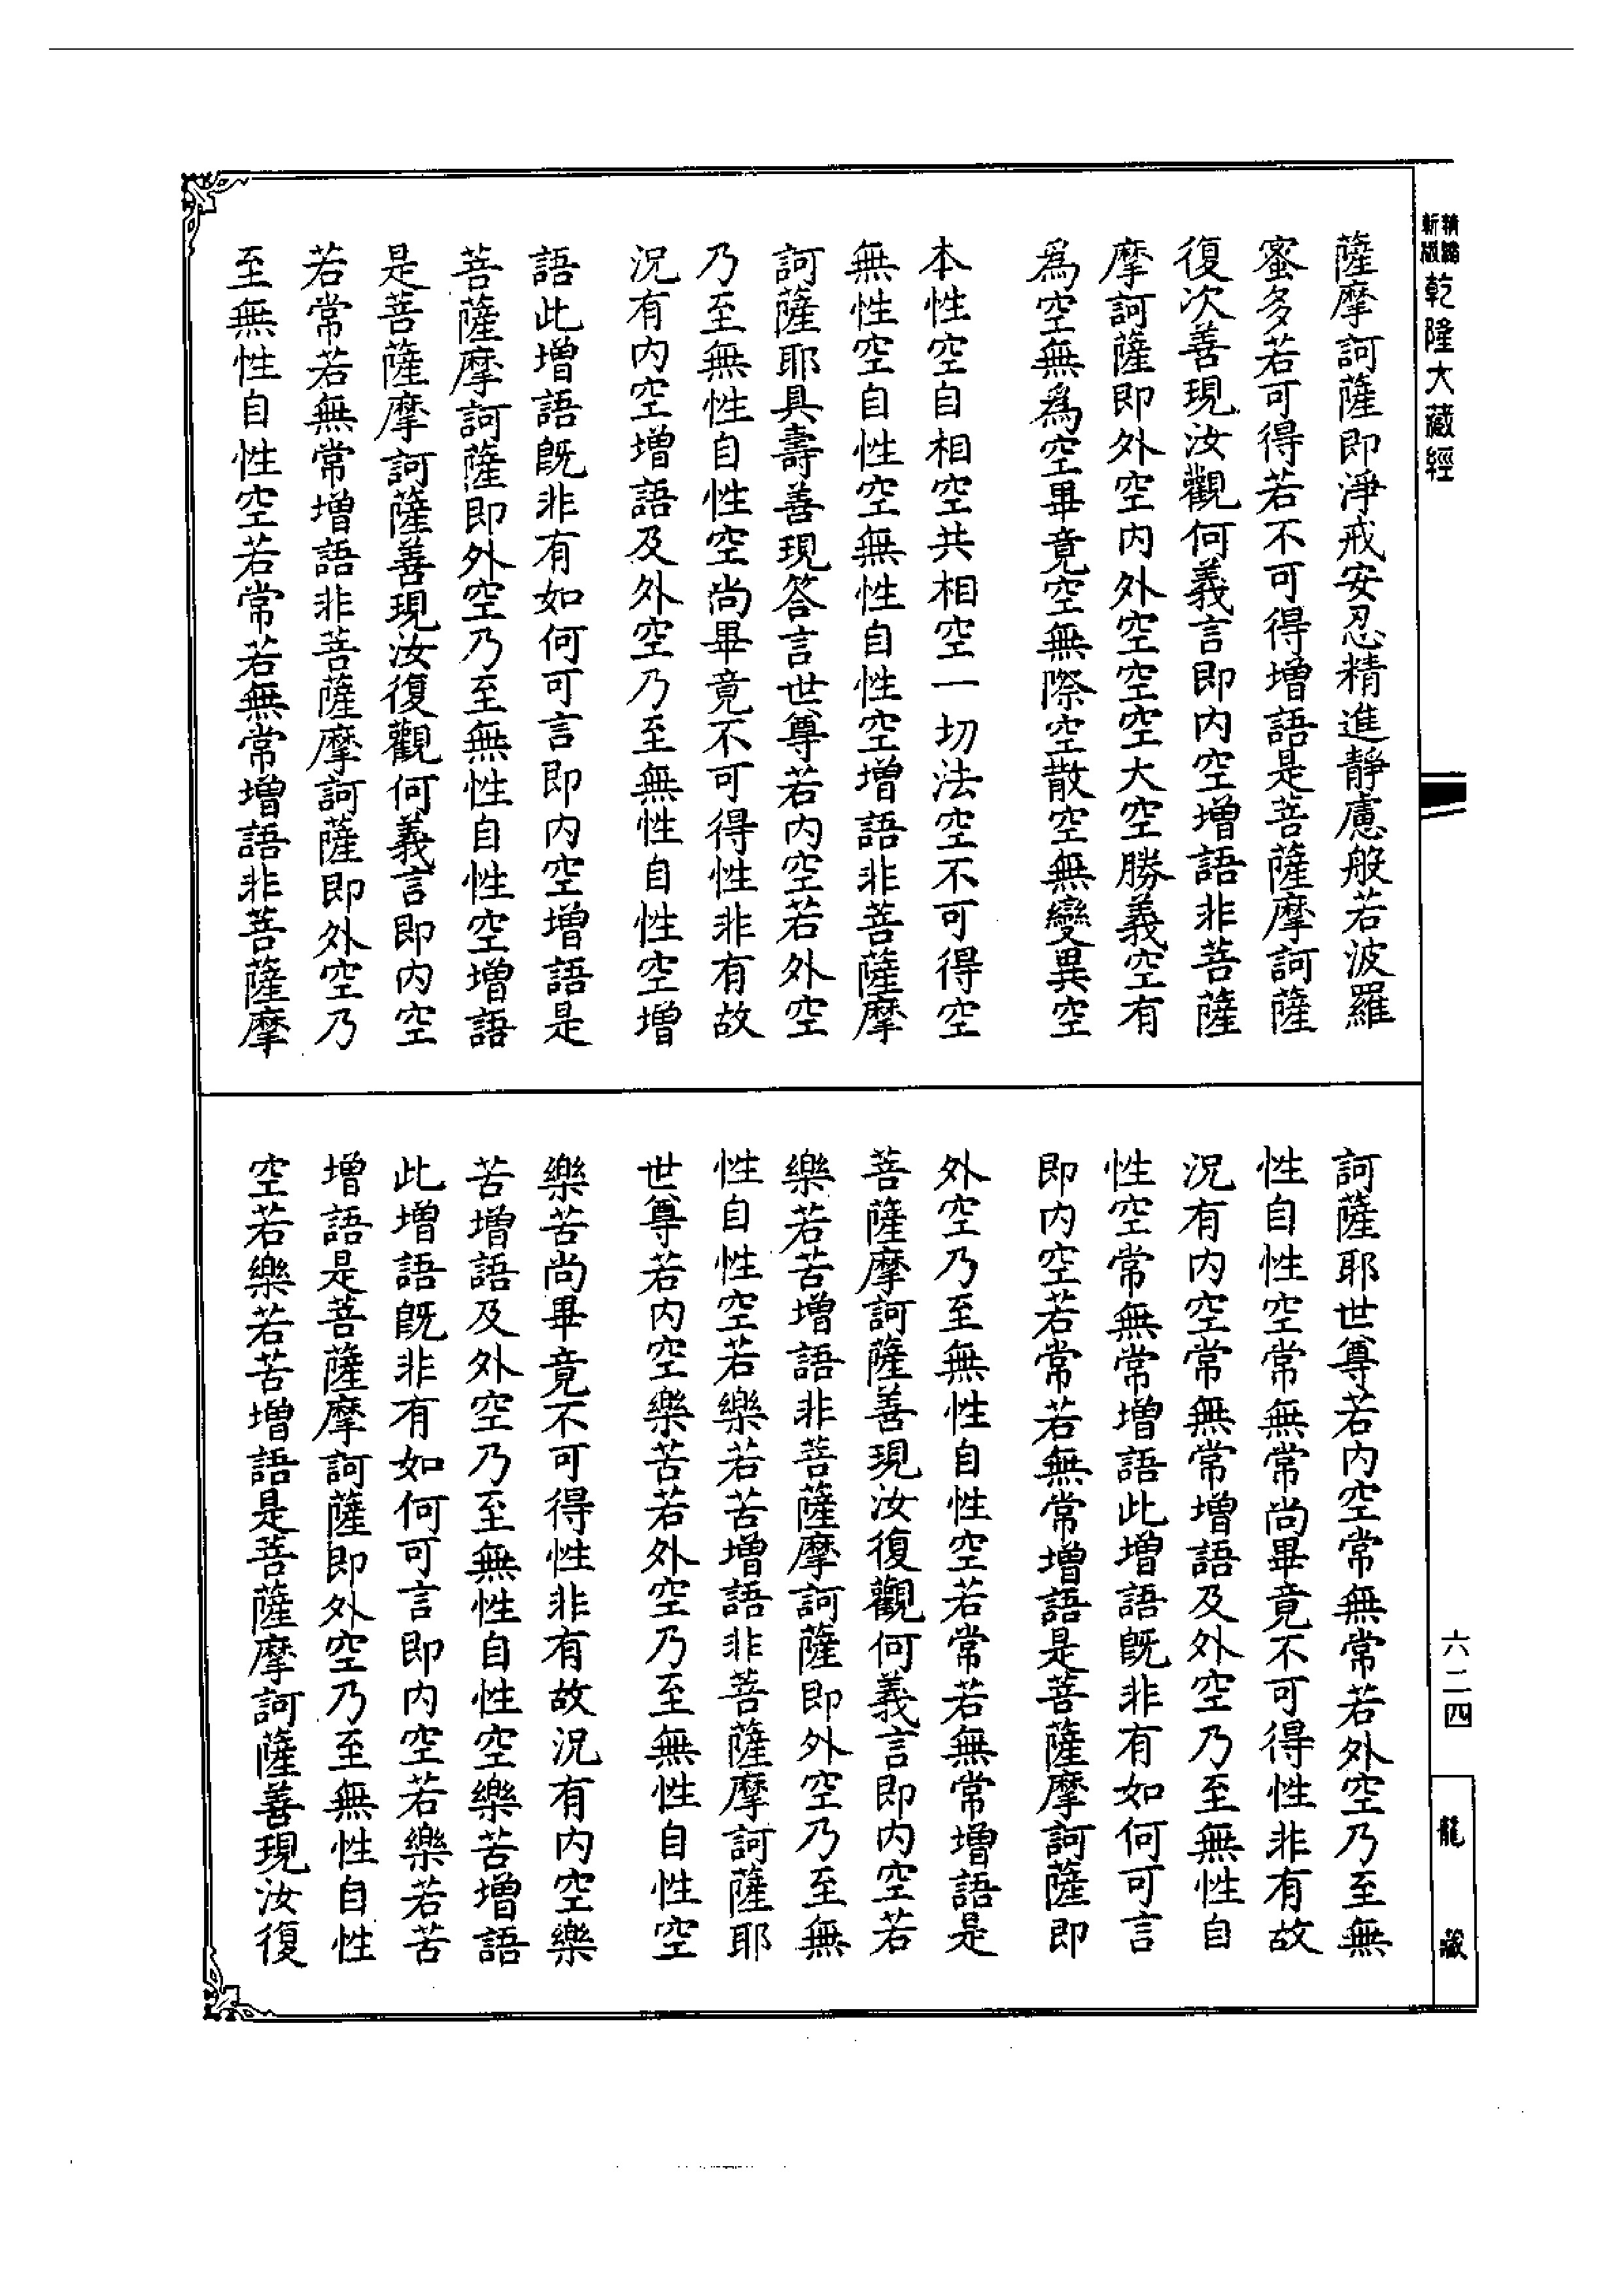 精縮
新版
乾隆大藏經
薩摩訶薩即淨戒安忍精進靜慮般若波羅
蜜多若可得若不可得增語是菩薩摩訶薩
復次善現汝觀何義言即內空增語非菩薩
摩訶薩即外空內外空空空大空勝義空有
為空無為空畢竟空無際空散空無變異空
本性空自相空共相空一切法空不可得空
無性空自性空無性自性空增語非菩薩摩
訶薩耶具壽善現答言世尊若內空若外空
乃至無性自性空尚畢竟不可得性非有故
況有內空增語及外空乃至無性自性空增
語此增語旣非有如何可言即內空增語是
菩薩摩訶薩即外空乃至無性自性空增語
是菩薩摩訶薩善現汝復觀何義言即內空
若常若無常增語非菩薩摩訶薩即外空乃
至無性自性空若常若無常增語非菩薩摩
訶薩耶世尊若內空常無常若外空乃至無
性自性空常無常尚畢竟不可得性非有故
況有內空常無常增語及外空乃至無性自
性空常無常增語此增語旣非有如何可言
即內空若常若無常增語是菩薩摩訶薩即
外空乃至無性自性空若常若無常增語是
菩薩摩訶薩善現汝復觀何義言即內空若
樂若苦增語非菩薩摩訶薩即外空乃至無
性自性空若樂若苦增語非菩薩摩訶薩耶
世尊若內空樂苦若外空乃至無性自性空
樂苦尚畢竟不可得性非有故況有內空樂
苦增語及外空乃至無性自性空樂苦增語
此增語旣非有如何可言即內空若樂若苦
增語是菩薩摩訶薩即外空乃至無性自性
空若樂若苦增語是菩薩摩訶薩善現汝復
六二四
龍藏